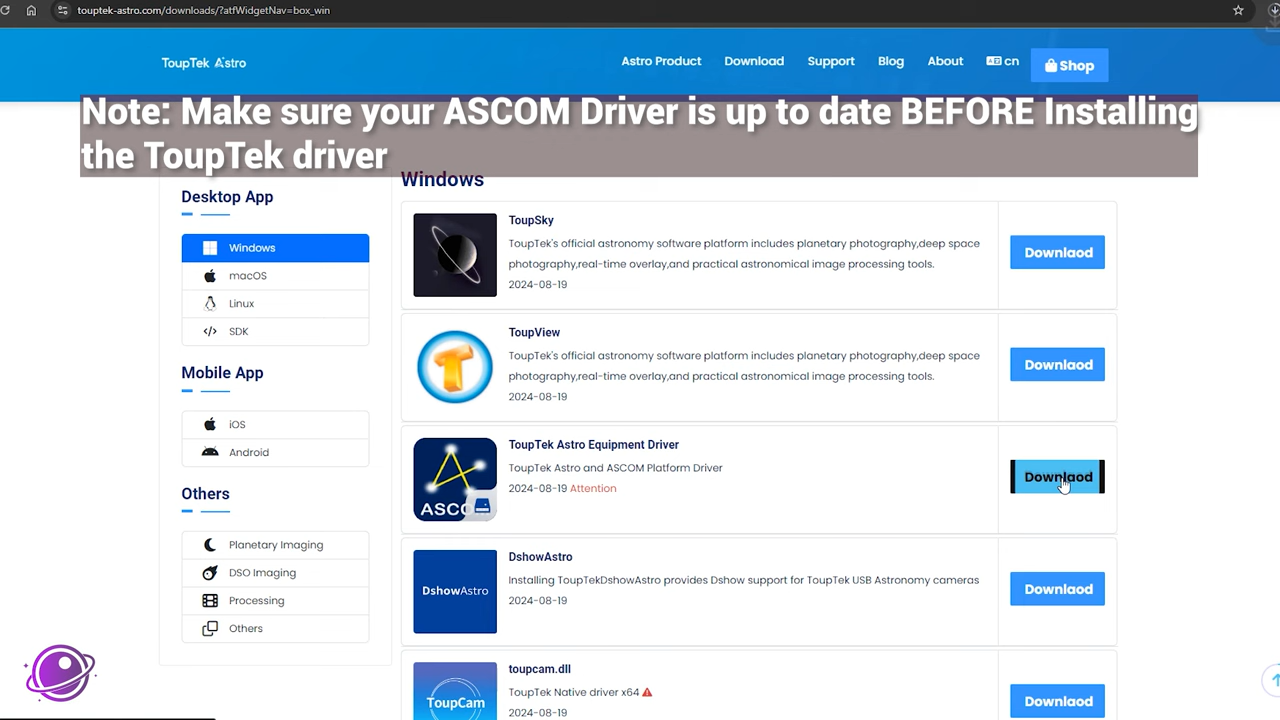 touptek-astro.com/downloads/?atfWidgetNav=box_win
ToupTek Astro
Astro Product
Download
Support
Blog
About
cn
Shop
Note: Make sure your ASCOM Driver is up to date BEFORE Installing
the ToupTek driver
Desktop App
Windows
macOS
Linux
SDK
Mobile App
iOS
Android
Others
Planetary Imaging
DSO Imaging
Processing
Others
Windows
ToupSky
ToupTek's official astronomy software platform includes planetary photography,deep space
photography,real-time overlay,and practical astronomical image processing tools.
2024-08-19
Downlaod
ToupView
ToupTek's official astronomy software platform includes planetary photography,deep space
photography,real-time overlay,and practical astronomical image processing tools.
2024-08-19
Downlaod
ASCO
ToupTek Astro Equipment Driver
ToupTek Astro and ASCOM Platform Driver
2024-08-19 Attention
Downlaod
DshowAstro
DshowAstro
Installing ToupTekDshowAstro provides Dshow support for ToupTek USB Astronomy cameras
2024-08-19
Downlaod
ToupCam
toupcam.dll
ToupTek Native driver x64
2024-08-19
Downlaod